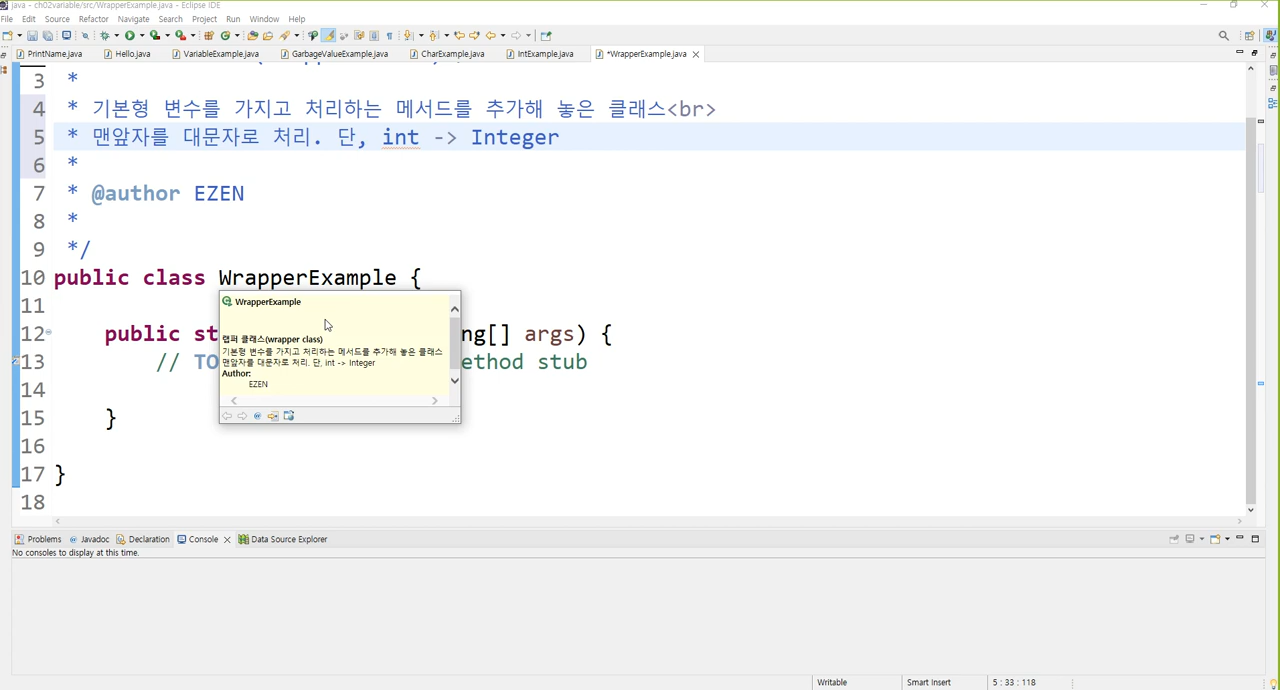 java - ch02variable/src/WrapperExample.java - Eclipse IDE
File Edit Source Refactor Navigate Search Project Run Window Help
PrintName.java Hello.java VariableExample.java GarbageValueExample.java CharExample.java IntExample.java *WrapperExample.java
3 *
4 * 기본형 변수를 가지고 처리하는 메서드를 추가해 놓은 클래스<br>
5 * 맨앞자를 대문자로 처리. 단, int -> Integer
6 *
7 * @author EZEN
8 *
9 */
10 public class WrapperExample {
11
12 public st ng[] args) {
13 // TO ethod stub
14
15 }
16
17 }
18
WrapperExample
랩퍼 클래스(wrapper class)
기본형 변수를 가지고 처리하는 메서드를 추가해 놓은 클래스
맨앞자를 대문자로 처리. 단, int -> Integer
Author:
EZEN
Problems Javadoc Declaration Console Data Source Explorer
No consoles to display at this time.
Writable Smart Insert 5 : 33 : 118